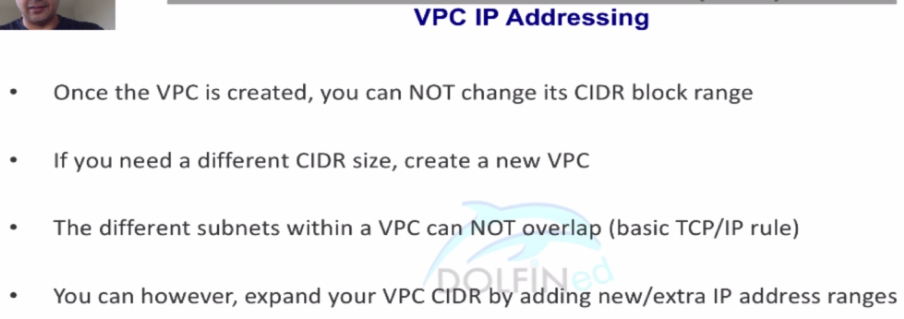 VPC IP Addressing
• Once the VPC is created, you can NOT change its CIDR block range
• If you need a different CIDR size, create a new VPC
• The different subnets within a VPC can NOT overlap (basic TCP/IP rule)
DOLFINed
• You can however, expand your VPC CIDR by adding new/extra IP address ranges